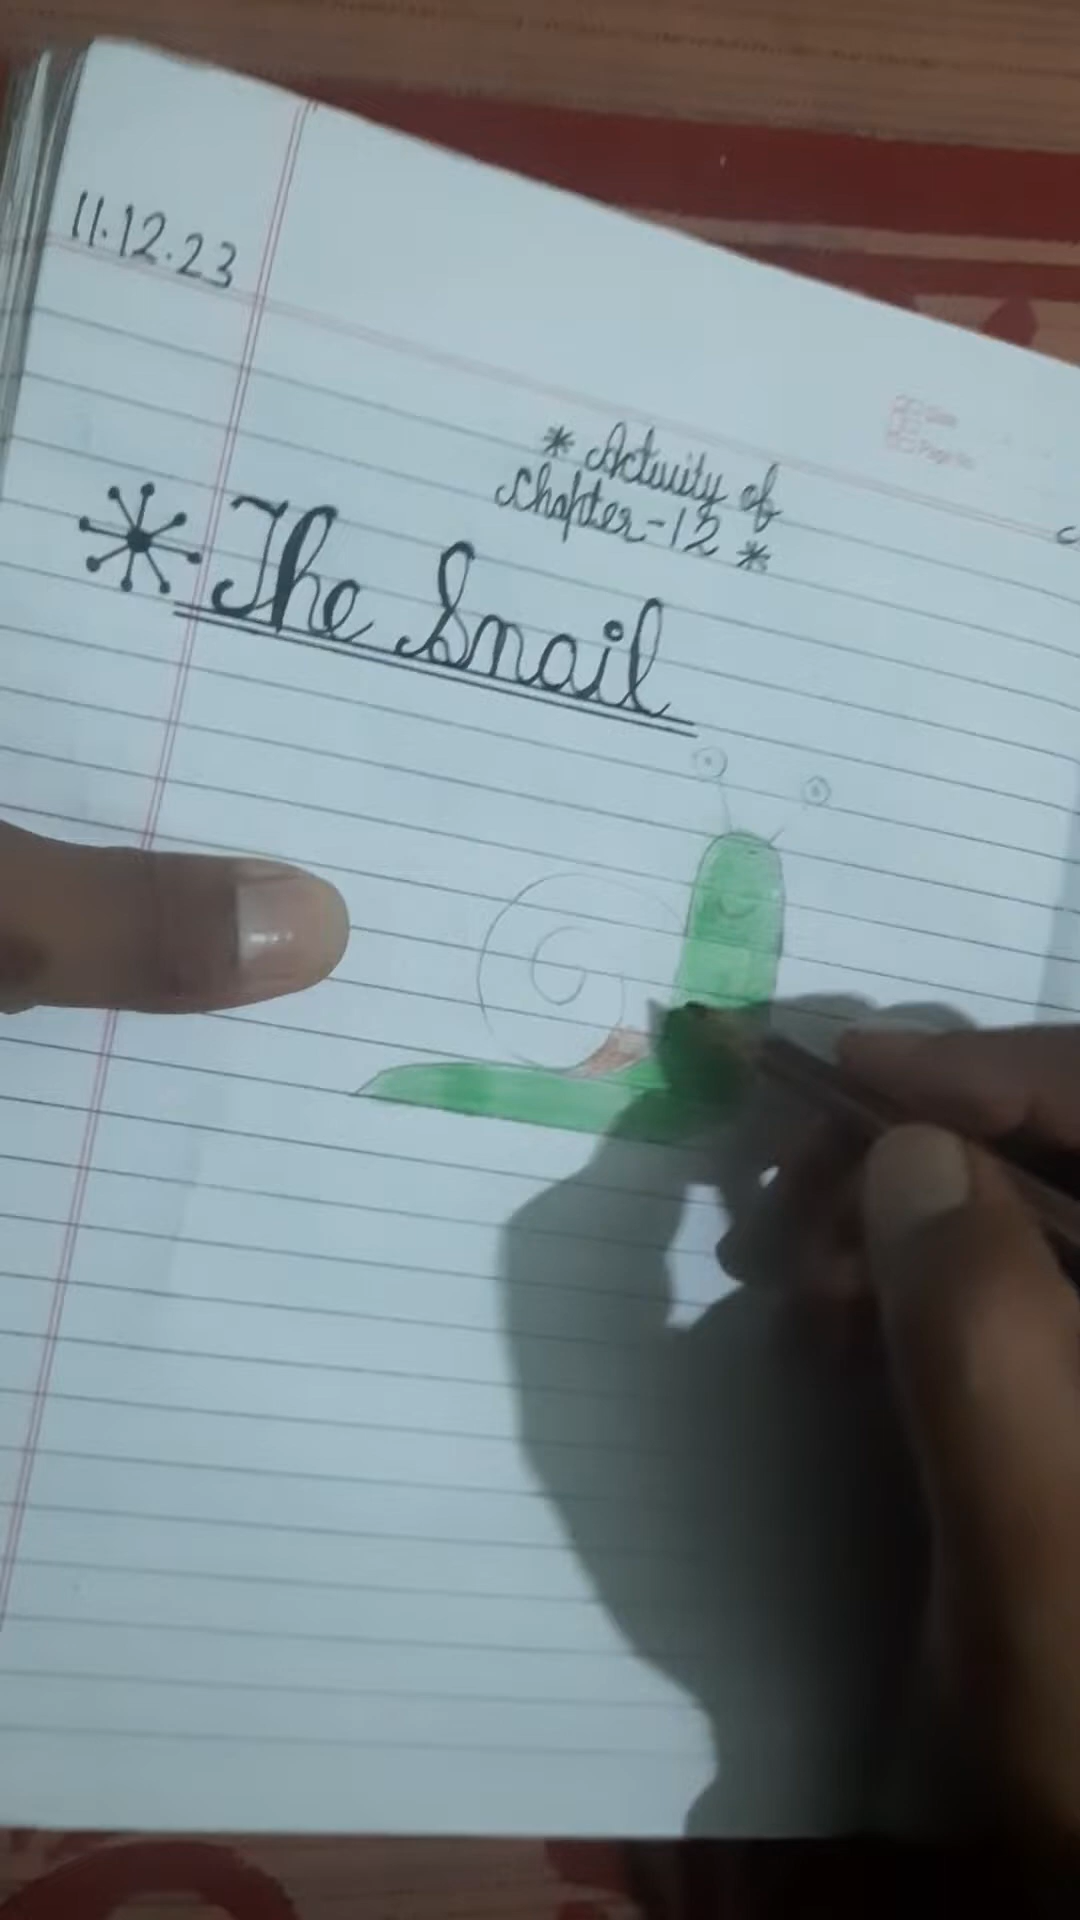 11.12.23
* Activity of
Chapter-12 *
The Snail